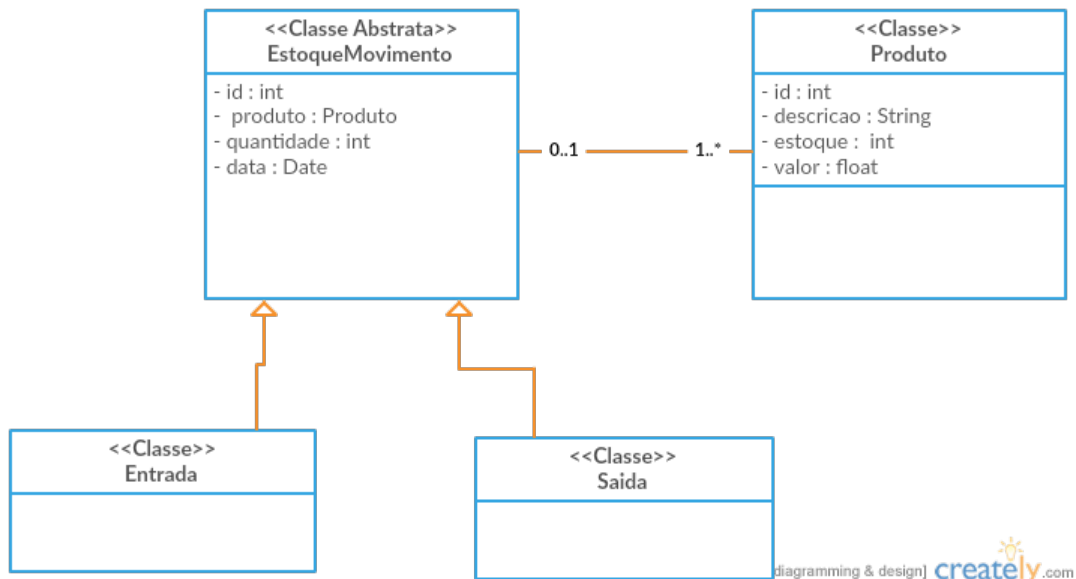 <<Classe Abstrata>>
EstoqueMovimento
- id : int
- produto : Produto
- quantidade : int
- data : Date
0..1
1..*
<<Classe>>
Produto
- id : int
- descricao : String
- estoque : int
- valor : float
<<Classe>>
Entrada
<<Classe>>
Saida
diagramming & design]
creately.com